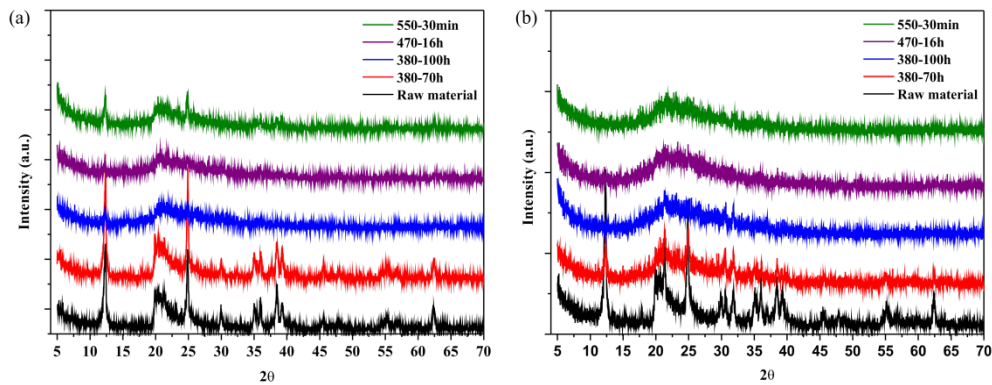 (a)
550-30min
470-16h
380-100h
380-70h
Raw material
Intensity (a.u.)
5 10 15 20 25 30 35 40 45 50 55 60 65 70
2θ
(b)
550-30min
470-16h
380-100h
380-70h
Raw material
Intensity (a.u.)
5 10 15 20 25 30 35 40 45 50 55 60 65 70
2θ